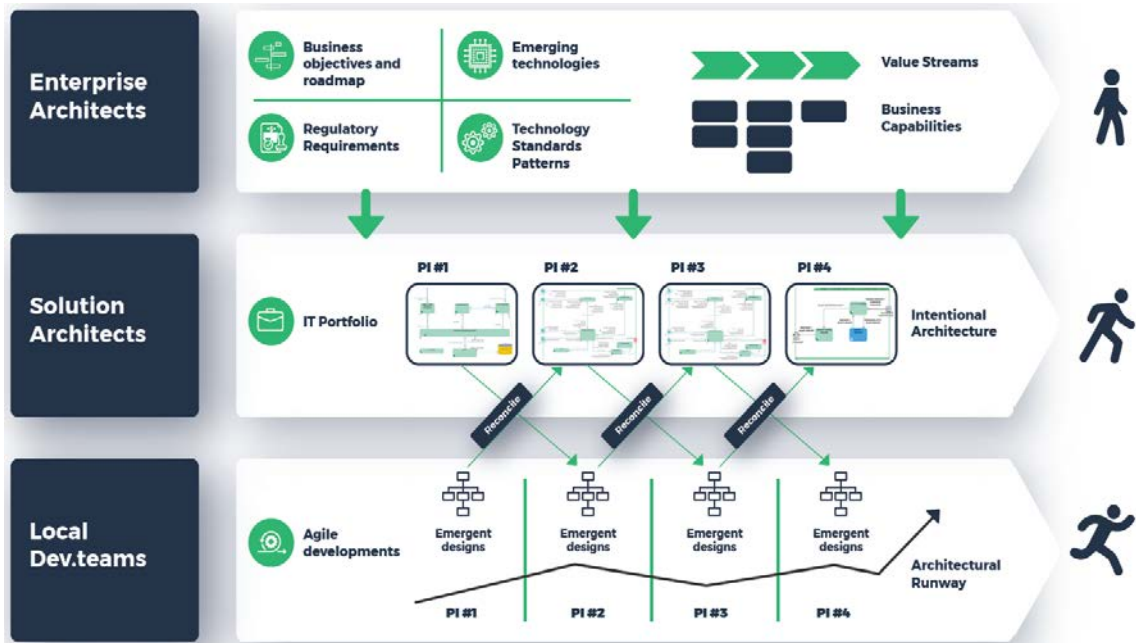 Enterprise
Architects
Business
objectives and
roadmap
Emerging
technologies
Regulatory
Requirements
Technology
Standards
Patterns
Value Streams
Business
Capabilities
Solution
Architects
IT Portfolio
PI #1
PI #2
PI #3
PI #4
Intentional
Architecture
Reconcile
Reconcile
Reconcile
Local
Dev.teams
Agile
developments
Emergent
designs
Emergent
designs
Emergent
designs
Emergent
designs
Architectural
Runway
PI #1
PI #2
PI #3
PI #4